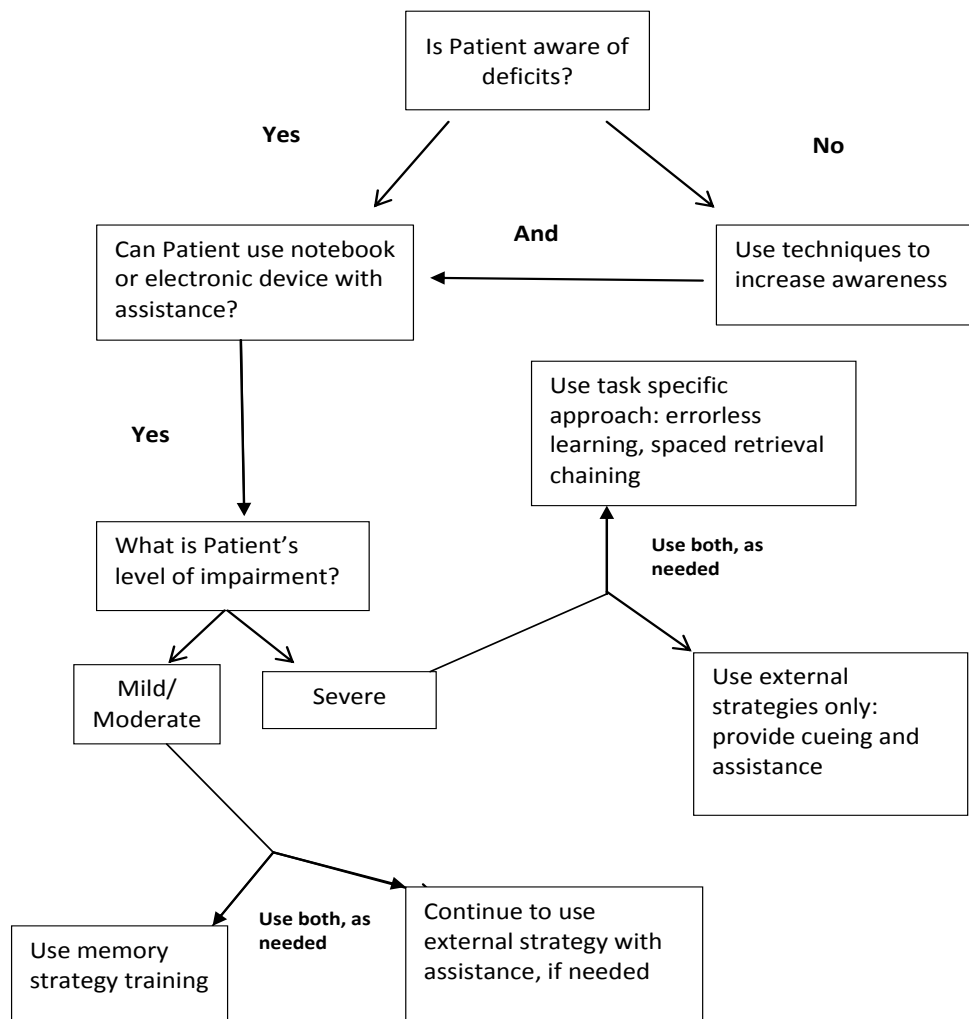 Is Patient aware of
deficits?
Yes
No
Can Patient use notebook
or electronic device with
assistance?
And
Use techniques to
increase awareness
Yes
Use task specific
approach: errorless
learning, spaced retrieval
chaining
What is Patient’s
level of impairment?
Use both, as
needed
Mild/
Moderate
Severe
Use external
strategies only:
provide cueing and
assistance
Use memory
strategy training
Use both, as
needed
Continue to use
external strategy with
assistance, if needed